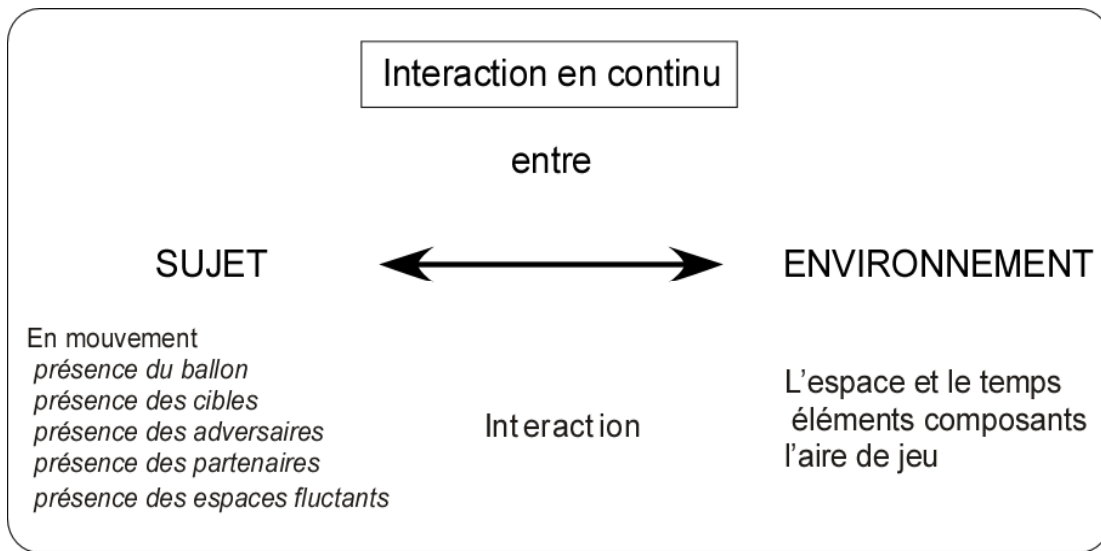 Interaction en continu
entre
SUJET
ENVIRONNEMENT
En mouvement
présence du ballon
présence des cibles
présence des adversaires
présence des partenaires
présence des espaces fluctants
Interaction
L'espace et le temps
éléments composants
l'aire de jeu